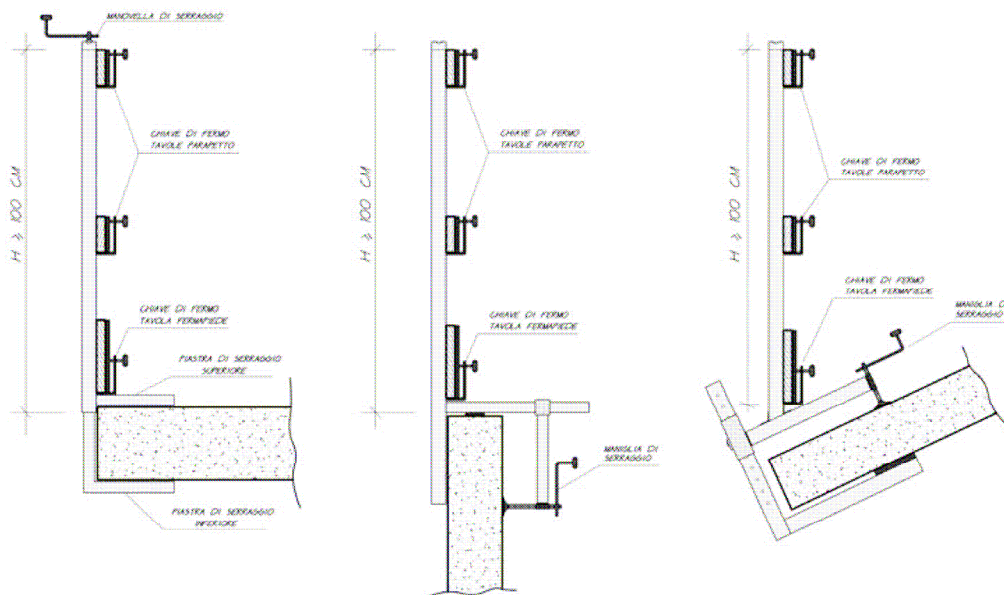 MANOVELLA DI SERRAGGIO
CHIAVE DI FERMO
TAVOLE PARAPETTO
H ≥ 100 CM
CHIAVE DI FERMO
TAVOLA FERMAPIEDE
PIASTRA DI SERRAGGIO
SUPERIORE
PIASTRA DI SERRAGGIO
INFERIORE
CHIAVE DI FERMO
TAVOLE PARAPETTO
H ≥ 100 CM
CHIAVE DI FERMO
TAVOLA FERMAPIEDE
MANIGLIA DI
SERRAGGIO
CHIAVE DI FERMO
TAVOLE PARAPETTO
H ≥ 100 CM
CHIAVE DI FERMO
TAVOLA FERMAPIEDE
MANIGLIA D
SERRAGGIO